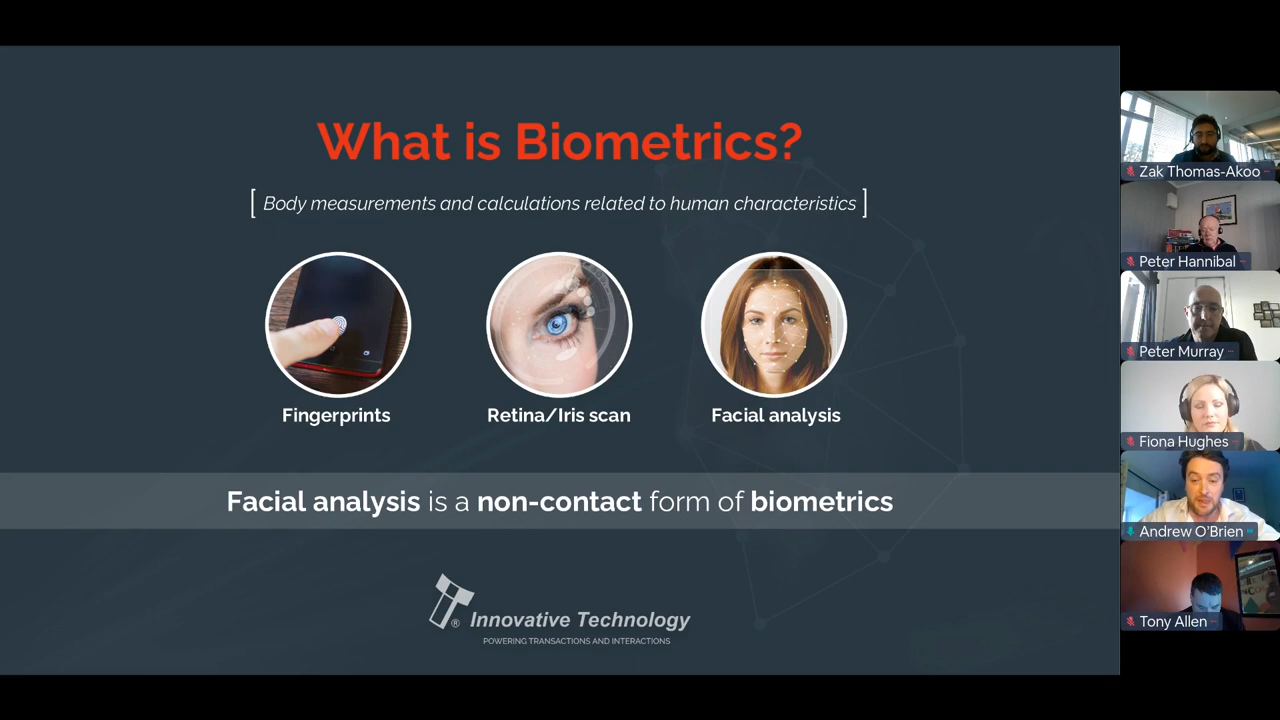 What is Biometrics?
[ Body measurements and calculations related to human characteristics ]
Fingerprints
Retina/Iris scan
Facial analysis
Facial analysis is a non-contact form of biometrics
® Innovative Technology
POWERING TRANSACTIONS AND INTERACTIONS
Zak Thomas-Akoo
Peter Hannibal
Peter Murray
Fiona Hughes
Andrew O'Brien
Tony Allen